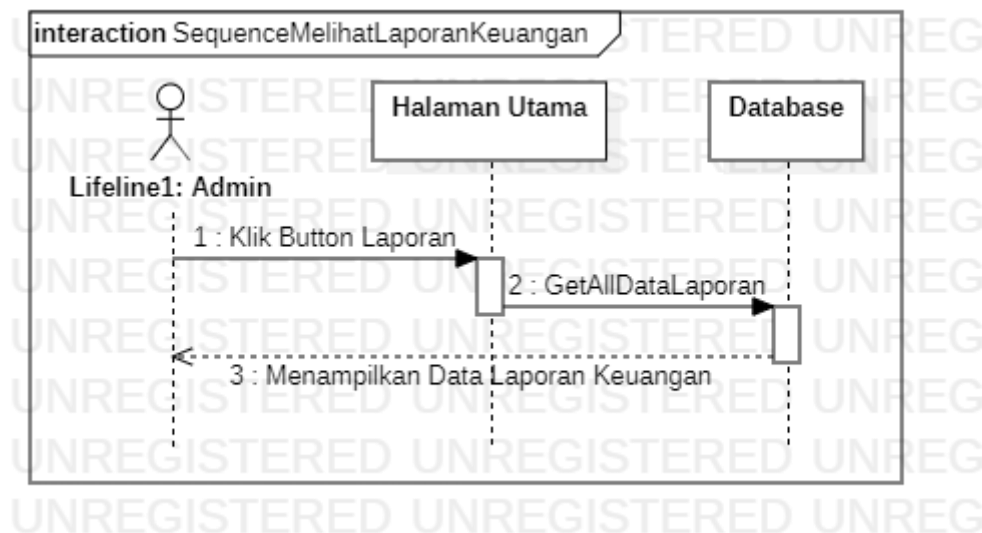 interaction SequenceMelihatLaporanKeuangan
Halaman Utama
Database
Lifeline1: Admin
1 : Klik Button Laporan
2 : GetAllDataLaporan
3 : Menampilkan Data Laporan Keuangan
UNREGISTERED UNREGISTERED UNREG